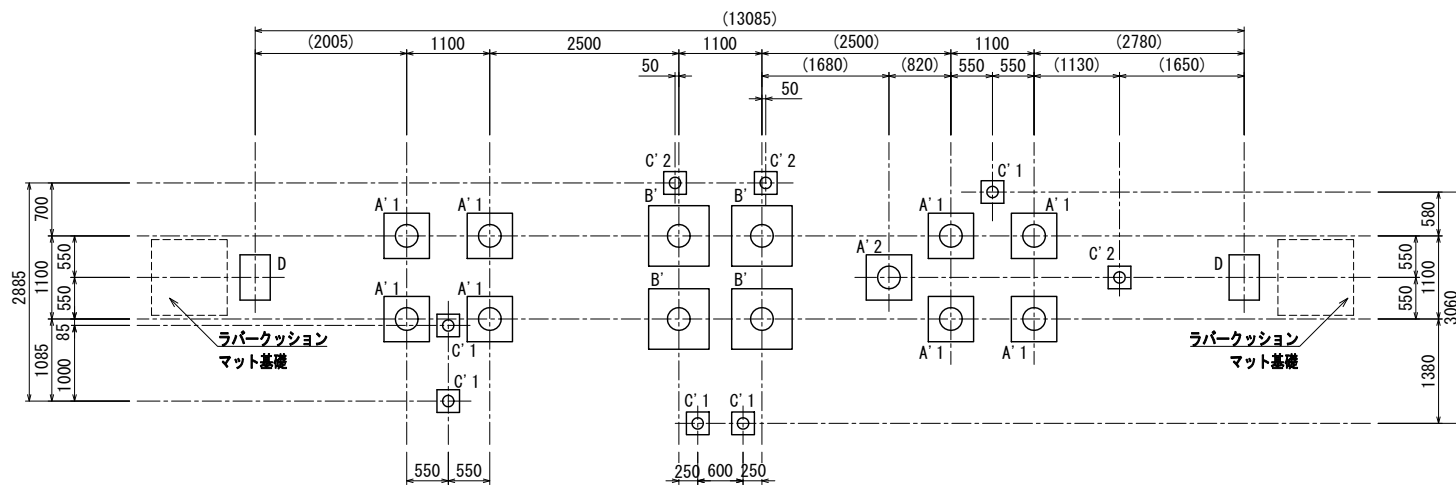 (13085)
(2005) 1100 2500 1100 (2500) 1100 (2780)
50 (1680) (820) 550 550 (1130) (1650)
50
C'2 C'2 C'1
A'1 A'1 B' B' A'1 A'1
700 580
D A'2 C'2 D
2885 1100 550 550 550 1100 550 3060
A'1 A'1 B' B'
ラバークッション
マット基礎
ラバークッション
マット基礎
85 C'1 A'1 A'1
1085 1000 C'1 1380
C'1 C'1
550 550 250 600 250